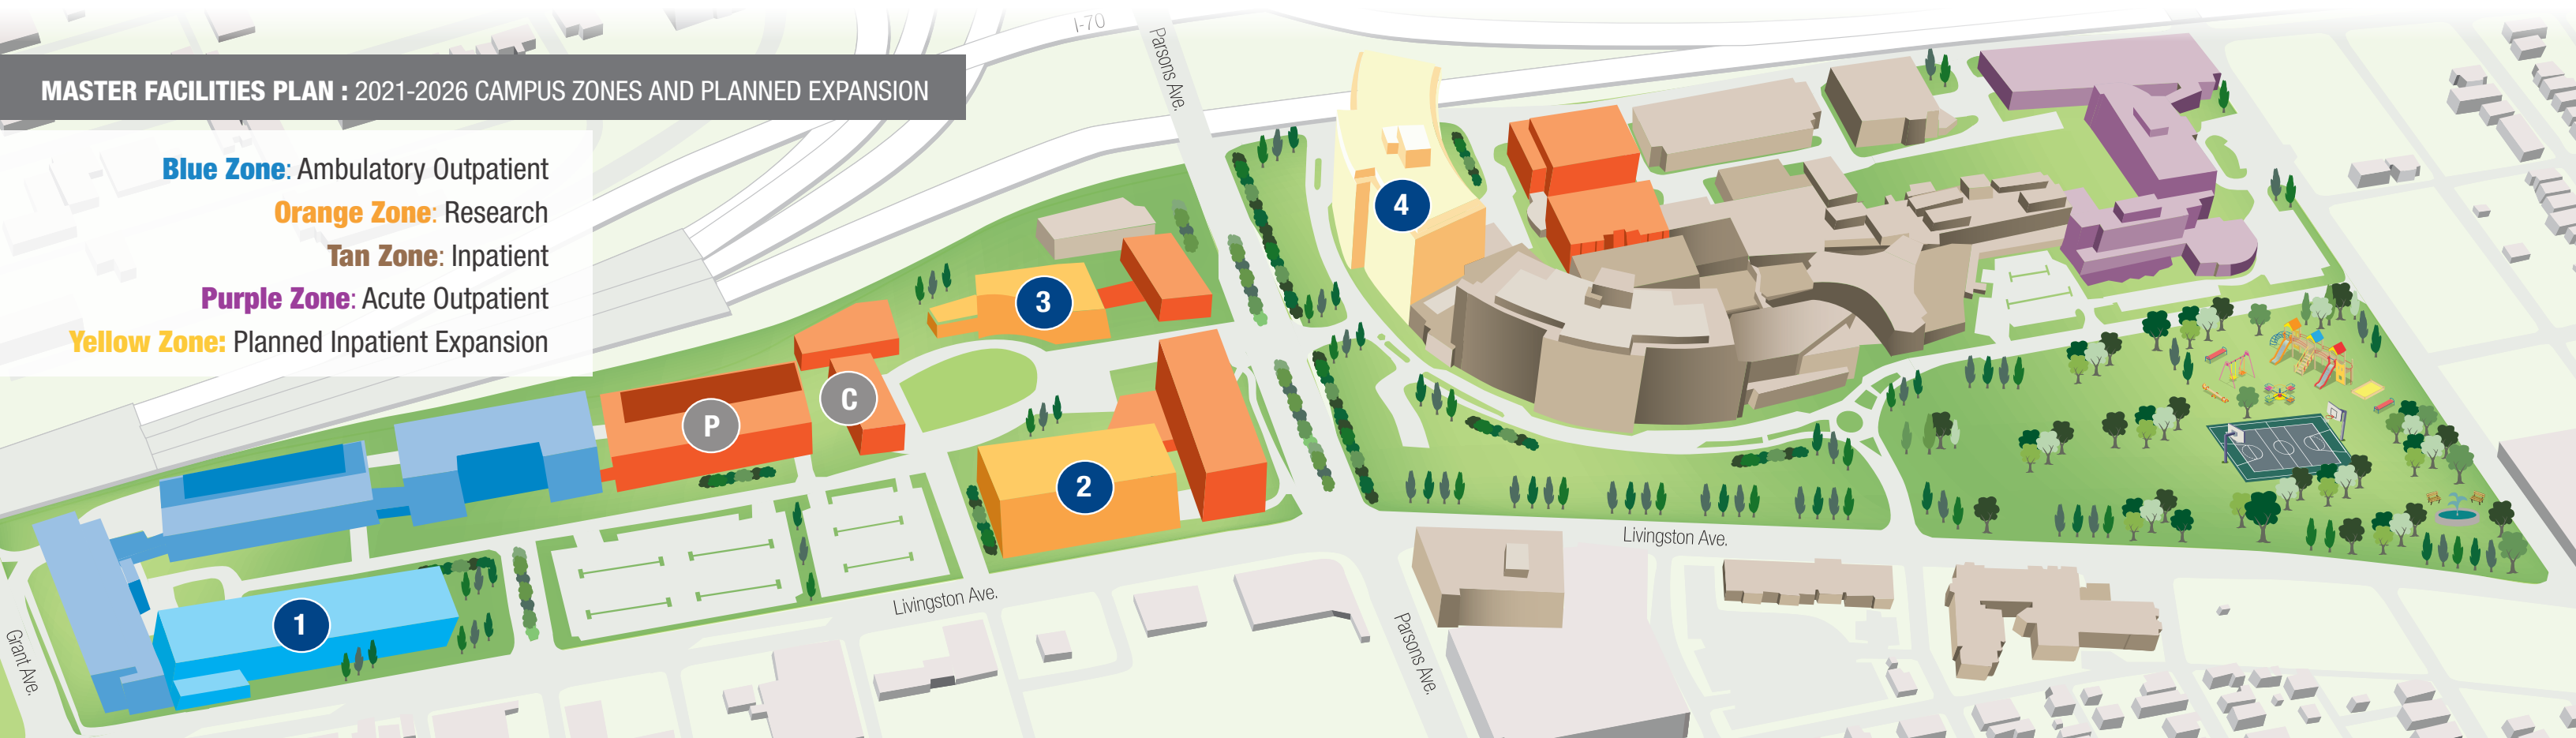 I-70
Parsons Ave.
MASTER FACILITIES PLAN : 2021-2026 CAMPUS ZONES AND PLANNED EXPANSION
Blue Zone: Ambulatory Outpatient
Orange Zone: Research
Tan Zone: Inpatient
Purple Zone: Acute Outpatient
Yellow Zone: Planned Inpatient Expansion
4
3
C
P
2
1
Livingston Ave.
Livingston Ave.
Grant Ave.
Parsons Ave.